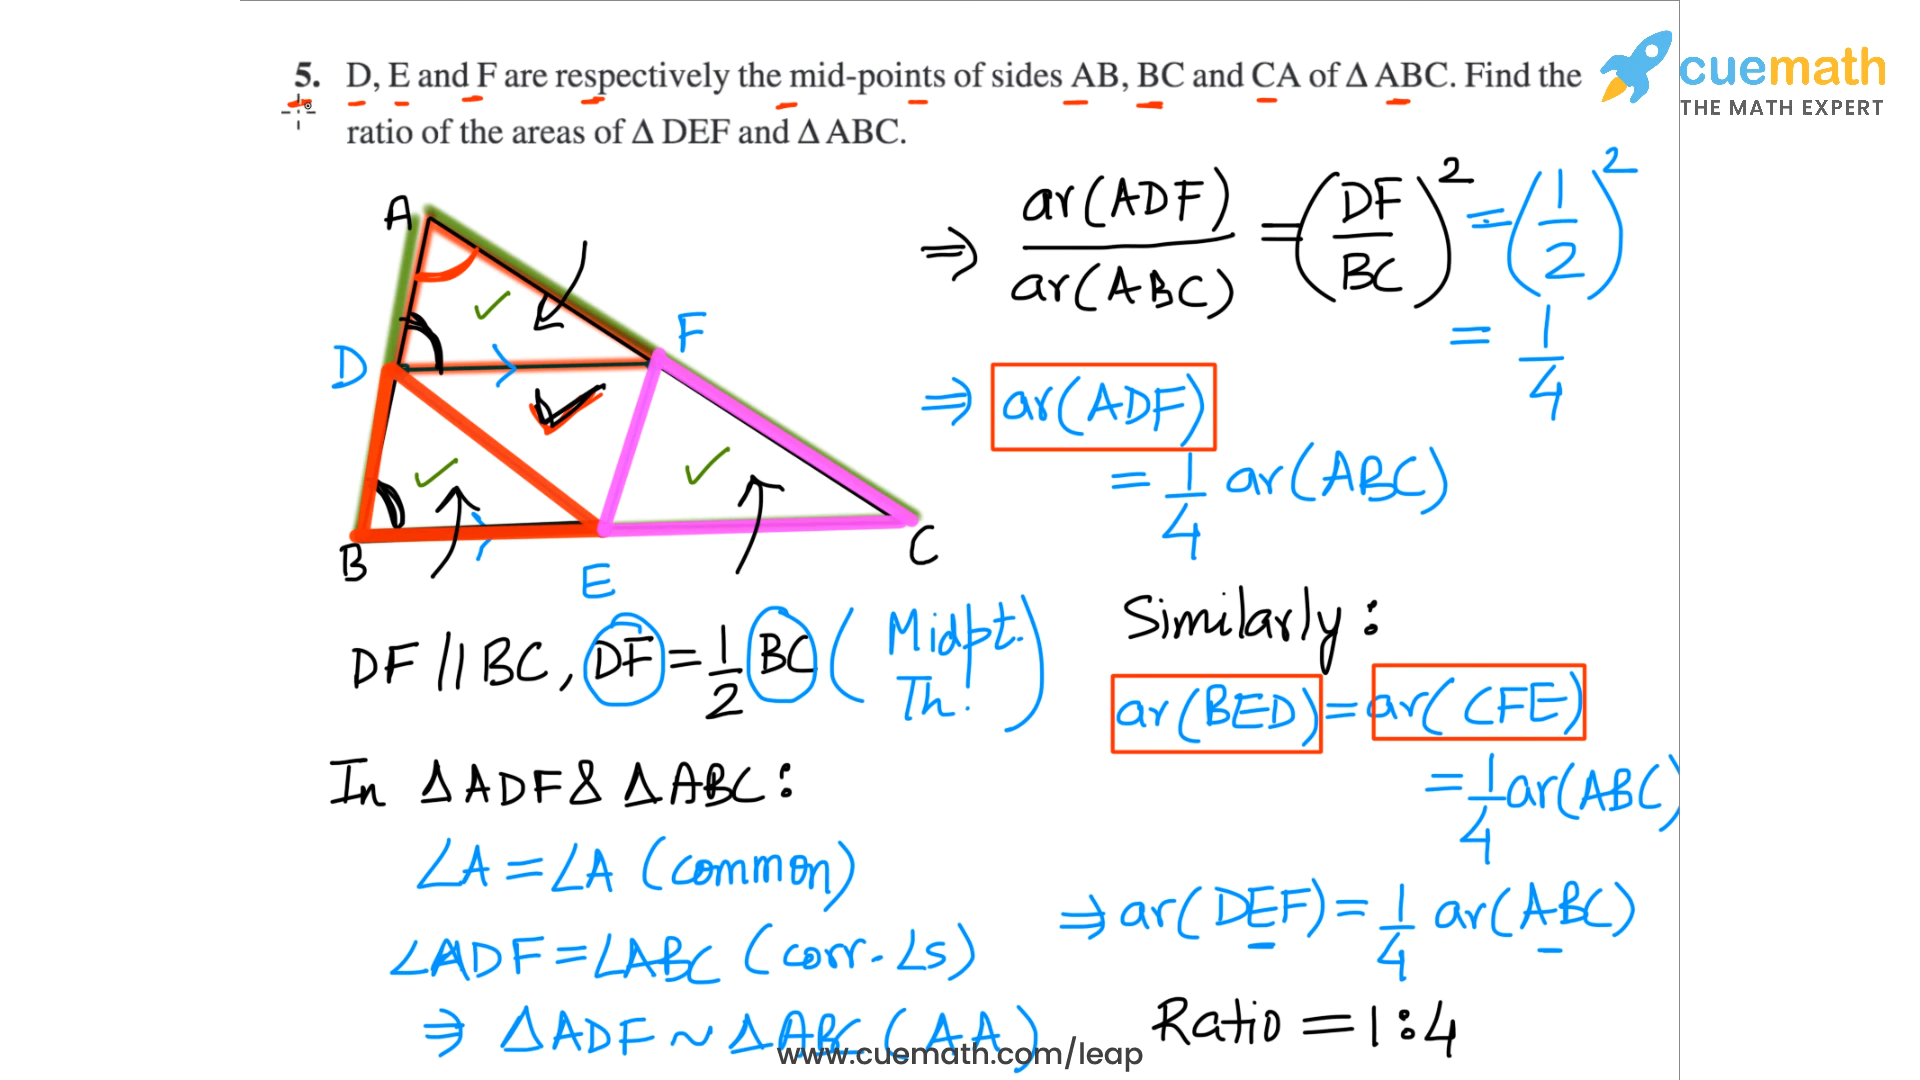 5. D, E and F are respectively the mid-points of sides AB, BC and CA of Δ ABC. Find the
ratio of the areas of Δ DEF and Δ ABC.
cuemath
THE MATH EXPERT
A
D
F
B
E
C
DF || BC, DF = 1/2 BC (Midpt. Th.)
In Δ ADF & Δ ABC:
∠A = ∠A (common)
∠ADF = ∠ABC (corr. ∠s)
⇒ Δ ADF ~ Δ ABC (AA)
⇒ ar(ADF)/ar(ABC) = (DF/BC)² = (1/2)²
= 1/4
⇒ ar(ADF)
= 1/4 ar(ABC)
Similarly:
ar(BED) = ar(CFE)
= 1/4 ar(ABC)
⇒ ar(DEF) = 1/4 ar(ABC)
Ratio = 1:4
www.cuemath.com/leap